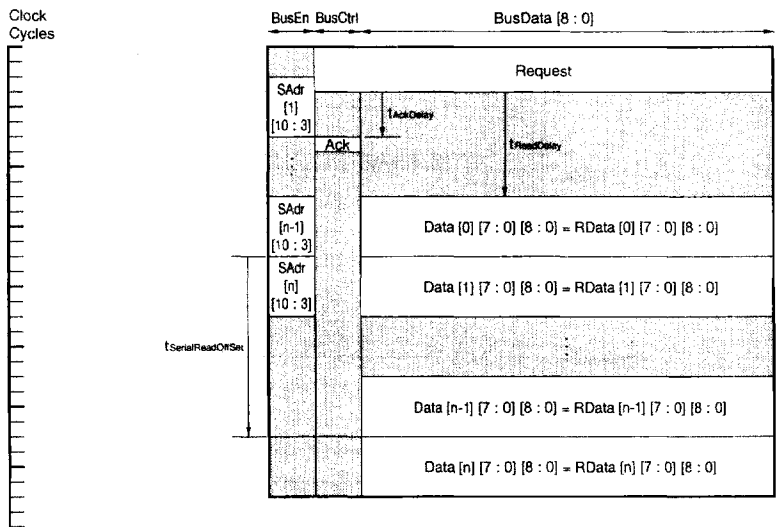 Clock
Cycles
BusEn BusCtrl BusData [8 : 0]
Request
SAdr
[1]
[10 : 3]
tAckDelay
tReadDelay
Ack
SAdr
[n-1]
[10 : 3]
Data [0] [7 : 0] [8 : 0] = RData [0] [7 : 0] [8 : 0]
SAdr
[n]
[10 : 3]
Data [1] [7 : 0] [8 : 0] = RData [1] [7 : 0] [8 : 0]
tSerialReadOffSet
Data [n-1] [7 : 0] [8 : 0] = RData [n-1] [7 : 0] [8 : 0]
Data [n] [7 : 0] [8 : 0] = RData [n] [7 : 0] [8 : 0]